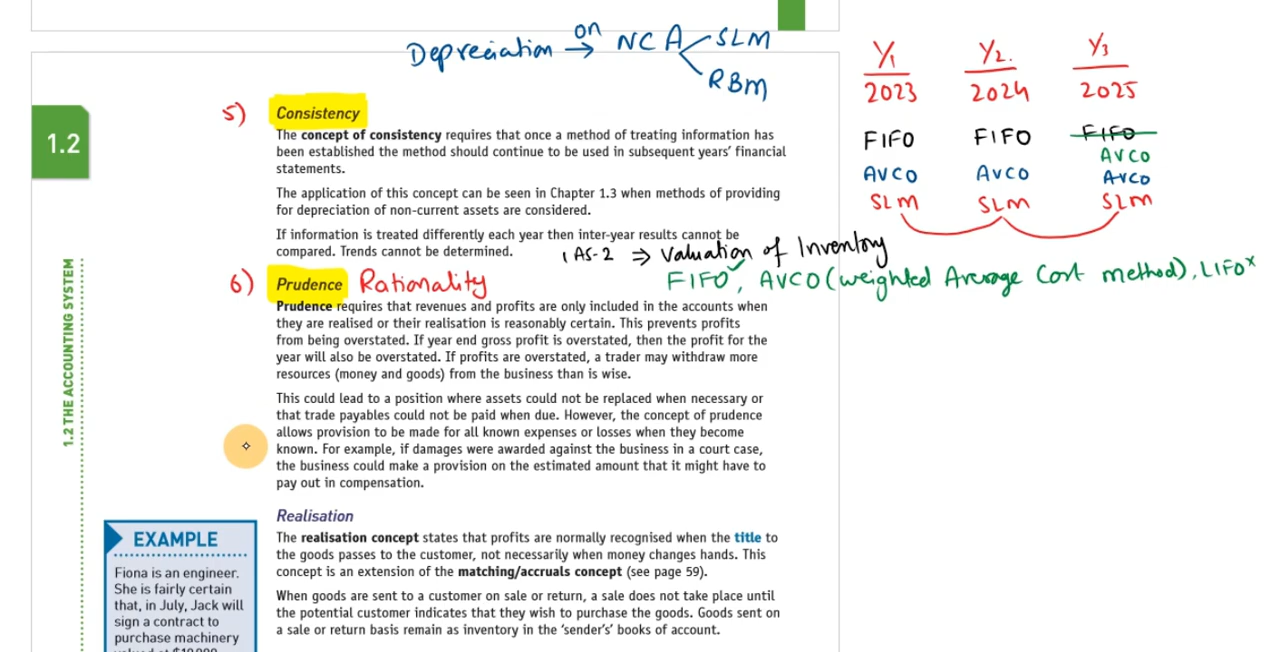 Depreciation on → NCA SLM
RBM
Y1 Y2. Y3
2023 2024 2025
FIFO FIFO FIFO
AVCO
AVCO AVCO AVCO
SLM SLM SLM
1.2
5) Consistency
The concept of consistency requires that once a method of treating information has
been established the method should continue to be used in subsequent years' financial
statements.
The application of this concept can be seen in Chapter 1.3 when methods of providing
for depreciation of non-current assets are considered.
If information is treated differently each year then inter-year results cannot be
compared. Trends cannot be determined.
IAS-2 ⇒ Valuation of Inventory
FIFO✓, AVCO (weighted Average Cost method), LIFO×
6) Prudence Rationality
Prudence requires that revenues and profits are only included in the accounts when
they are realised or their realisation is reasonably certain. This prevents profits
from being overstated. If year end gross profit is overstated, then the profit for the
year will also be overstated. If profits are overstated, a trader may withdraw more
resources (money and goods) from the business than is wise.
This could lead to a position where assets could not be replaced when necessary or
that trade payables could not be paid when due. However, the concept of prudence
allows provision to be made for all known expenses or losses when they become
known. For example, if damages were awarded against the business in a court case,
the business could make a provision on the estimated amount that it might have to
pay out in compensation.
Realisation
The realisation concept states that profits are normally recognised when the title to
the goods passes to the customer, not necessarily when money changes hands. This
concept is an extension of the matching/accruals concept (see page 59).
When goods are sent to a customer on sale or return, a sale does not take place until
the potential customer indicates that they wish to purchase the goods. Goods sent on
a sale or return basis remain as inventory in the 'sender's' books of account.
1.2 THE ACCOUNTING SYSTEM
EXAMPLE
Fiona is an engineer.
She is fairly certain
that, in July, Jack will
sign a contract to
purchase machinery